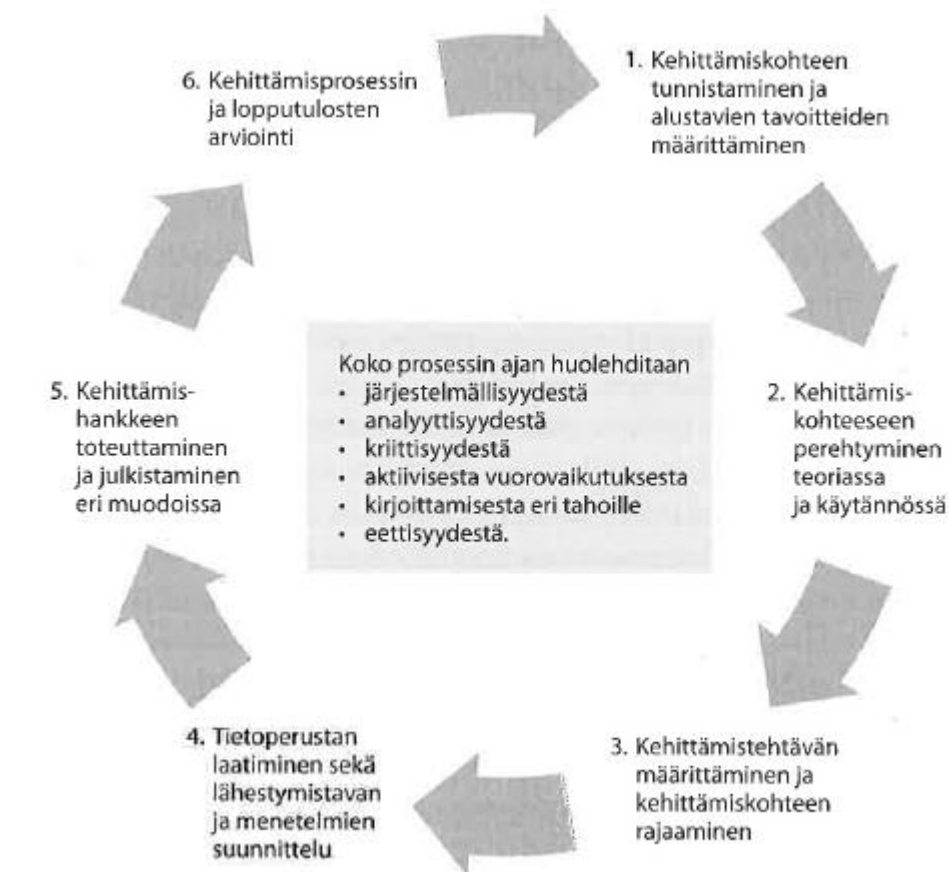 1. Kehittämiskohteen
tunnistaminen ja
alustavien tavoitteiden
määrittäminen
2. Kehittämis-
kohteeseen
perehtyminen
teoriassa
ja käytännössä
3. Kehittämistehtävän
määrittäminen ja
kehittämiskohteen
rajaaminen
4. Tietoperustan
laatiminen sekä
lähestymistavan
ja menetelmien
suunnittelu
5. Kehittämis-
hankkeen
toteuttaminen
ja julkistaminen
eri muodoissa
6. Kehittämisprosessin
ja lopputulosten
arviointi
Koko prosessin ajan huolehditaan
• järjestelmällisyydestä
• analyyttisyydestä
• kriittisyydestä
• aktiivisesta vuorovaikutuksesta
• kirjoittamisesta eri tahoille
• eettisyydestä.